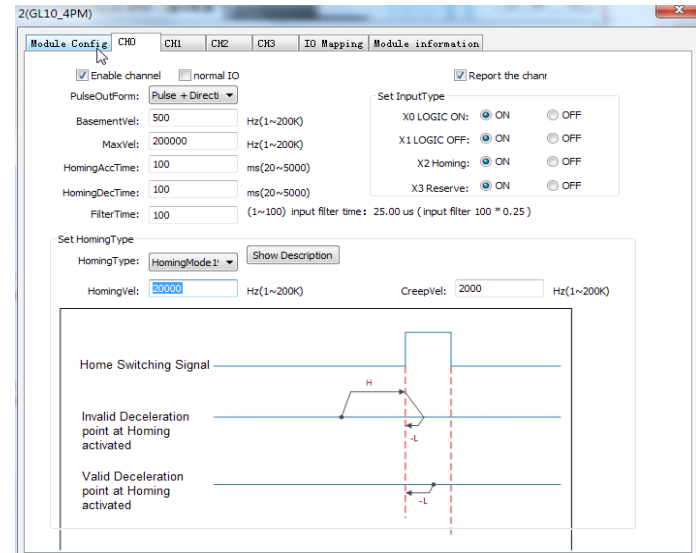 2(GL10_4PM)
Module Config CH0 CH1 CH2 CH3 IO Mapping Module information
Enable channel normal IO Report the chann
PulseOutForm: Pulse + Directi
Set InputType
BasementVel: 500 Hz(1~200K)
X0 LOGIC ON: ON OFF
MaxVel: 200000 Hz(1~200K)
X1 LOGIC OFF: ON OFF
HomingAccTime: 100 ms(20~5000)
X2 Homing: ON OFF
HomingDecTime: 100 ms(20~5000)
X3 Reserve: ON OFF
FilterTime: 100 (1~100) input filter time: 25.00 us ( input filter 100 * 0.25 )
Set HomingType
HomingType: HomingMode1 Show Description
HomingVel: 20000 Hz(1~200K) CreepVel: 2000 Hz(1~200K)
Home Switching Signal
H
Invalid Deceleration
point at Homing
activated
-L
Valid Deceleration
point at Homing
activated
-L